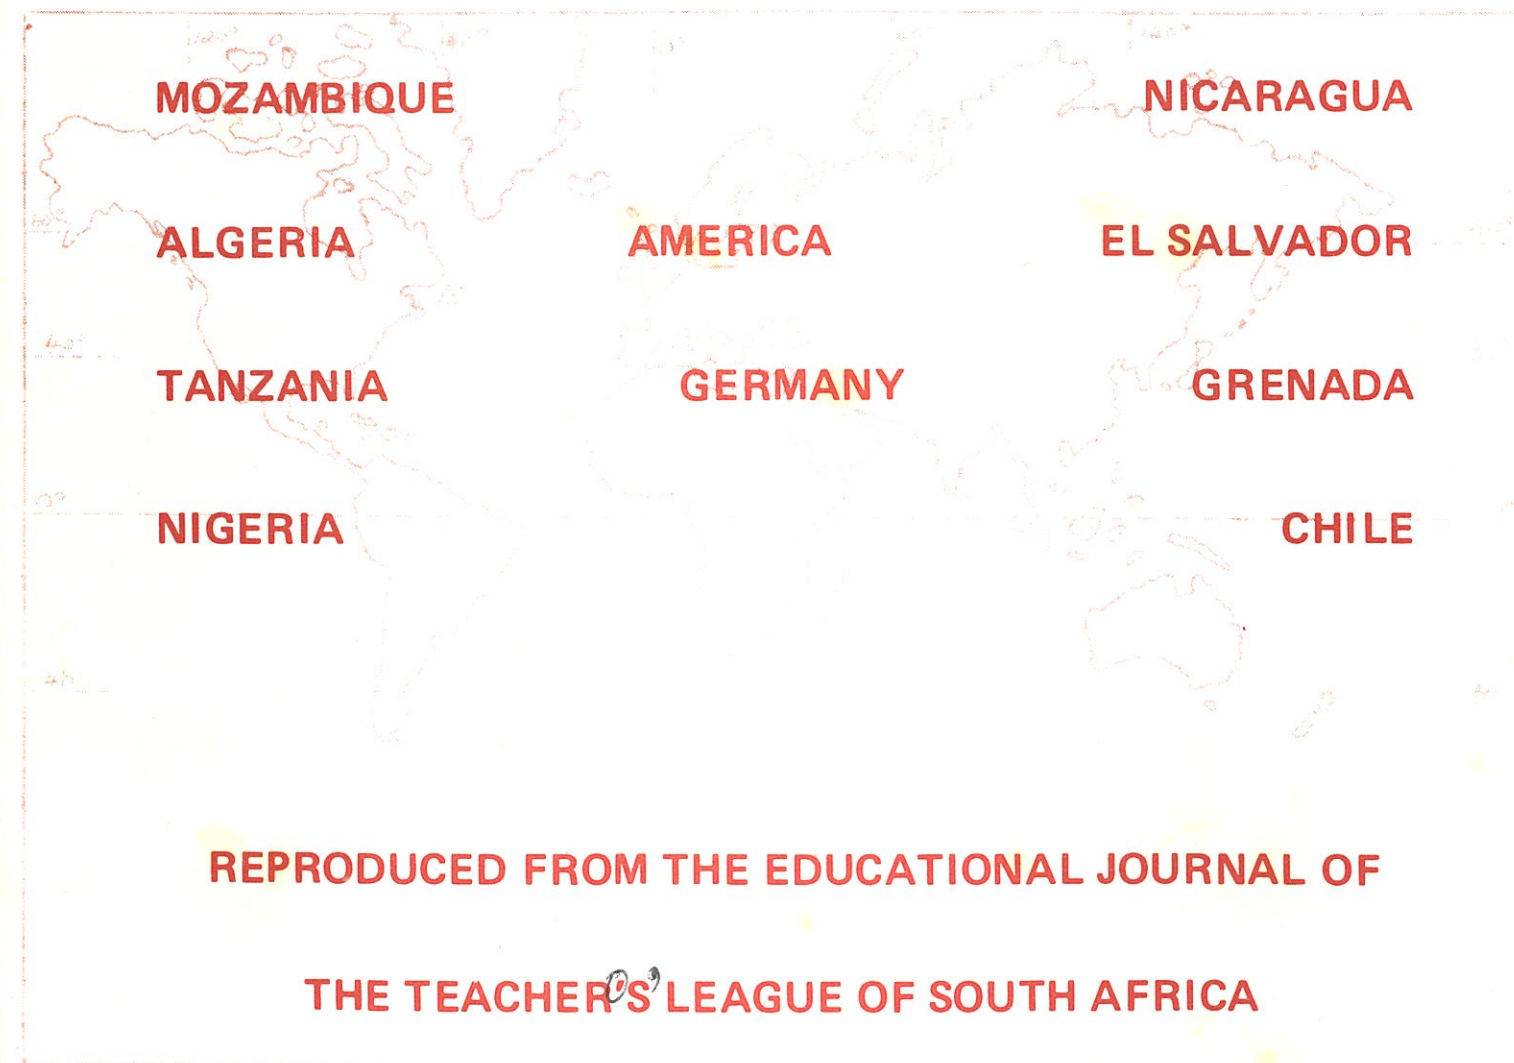 MOZAMBIQUE NICARAGUA
ALGERIA AMERICA EL SALVADOR
TANZANIA GERMANY GRENADA
NIGERIA CHILE
0°
REPRODUCED FROM THE EDUCATIONAL JOURNAL OF
THE TEACHER'S' LEAGUE OF SOUTH AFRICA